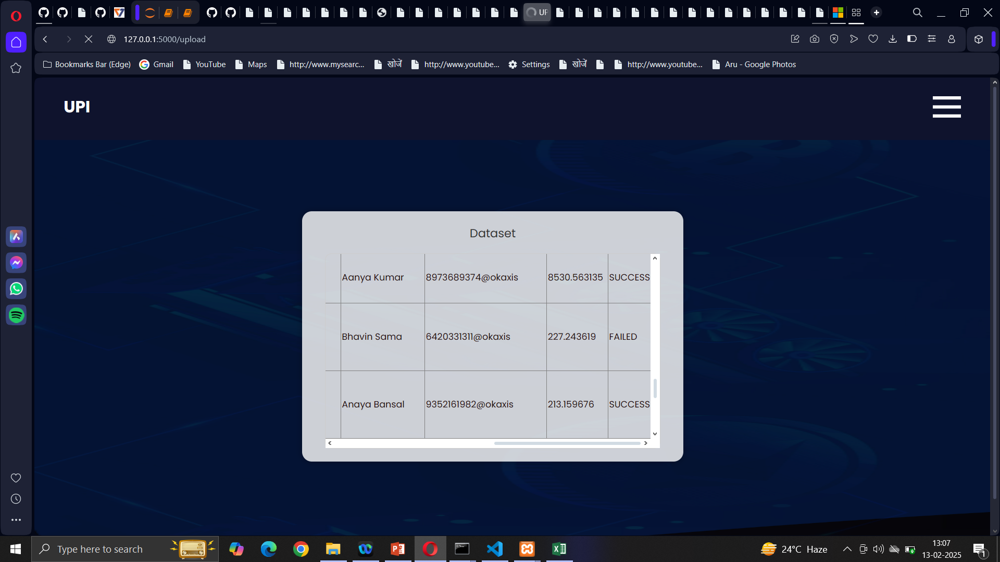 UP
127.0.0.1:5000/upload
Bookmarks Bar (Edge) Gmail YouTube Maps http://www.mysearc... खोजें http://www.youtube... Settings खोजें http://www.youtube... Aru - Google Photos
UPI
Dataset
Aanya Kumar 8973689374@okaxis 8530.563135 SUCCESS
Bhavin Sama 6420331311@okaxis 227.243619 FAILED
Anaya Bansal 9352161982@okaxis 213.159676 SUCCESS
Type here to search
24°C Haze
13:07
13-02-2025
1